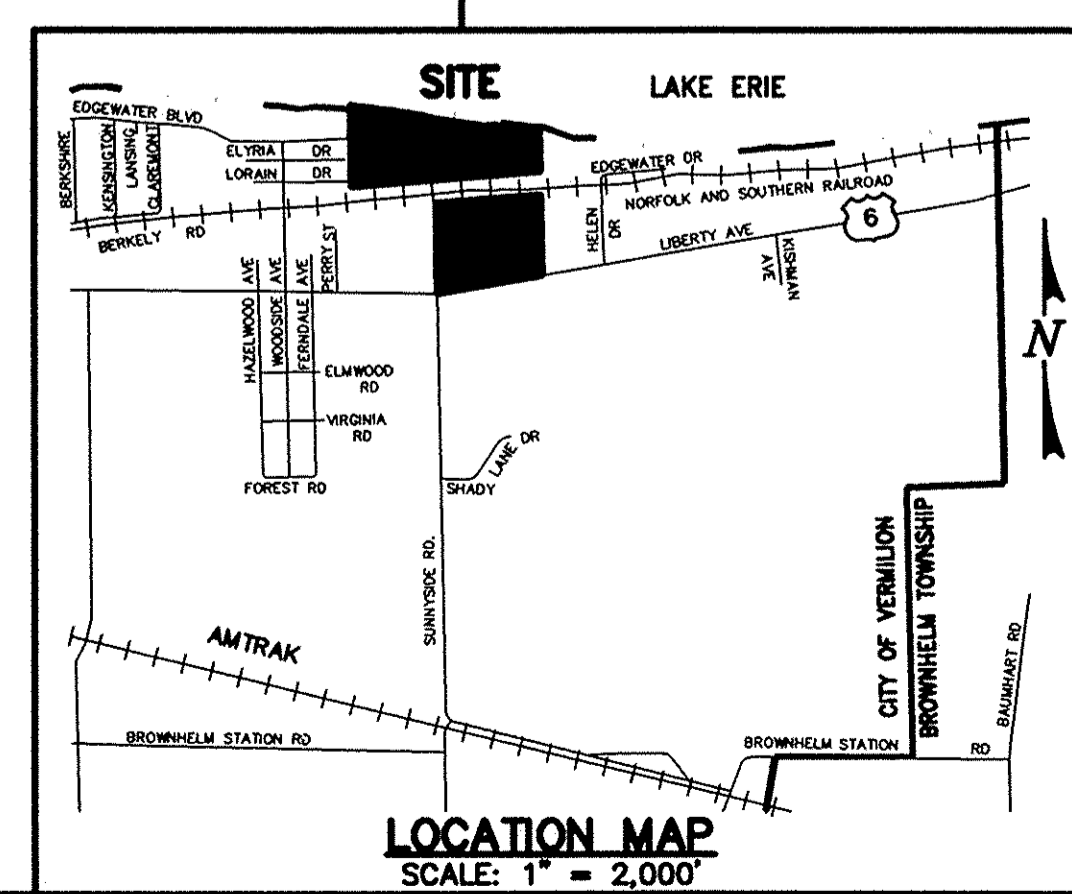 SITE
LAKE ERIE
EDGEWATER BLVD
BERKSHIRE
KENSINGTON
LANSING
CLAREMONT
ELYRIA DR
LORAIN DR
EDGEWATER DR
NORFOLK AND SOUTHERN RAILROAD
BERKELY RD
HELEN DR
LIBERTY AVE
6
KISHMAN AVE
PERRY ST
HAZELWOOD AVE
WOODSIDE AVE
FERNDALE AVE
N
ELMWOOD RD
VIRGINIA RD
FOREST RD
SHADY LANE DR
SUNNYSIDE RD.
CITY OF VERMILION
BROWNHELM TOWNSHIP
BAUMHART RD
AMTRAK
BROWNHELM STATION RD
BROWNHELM STATION RD
LOCATION MAP
SCALE: 1" = 2,000'